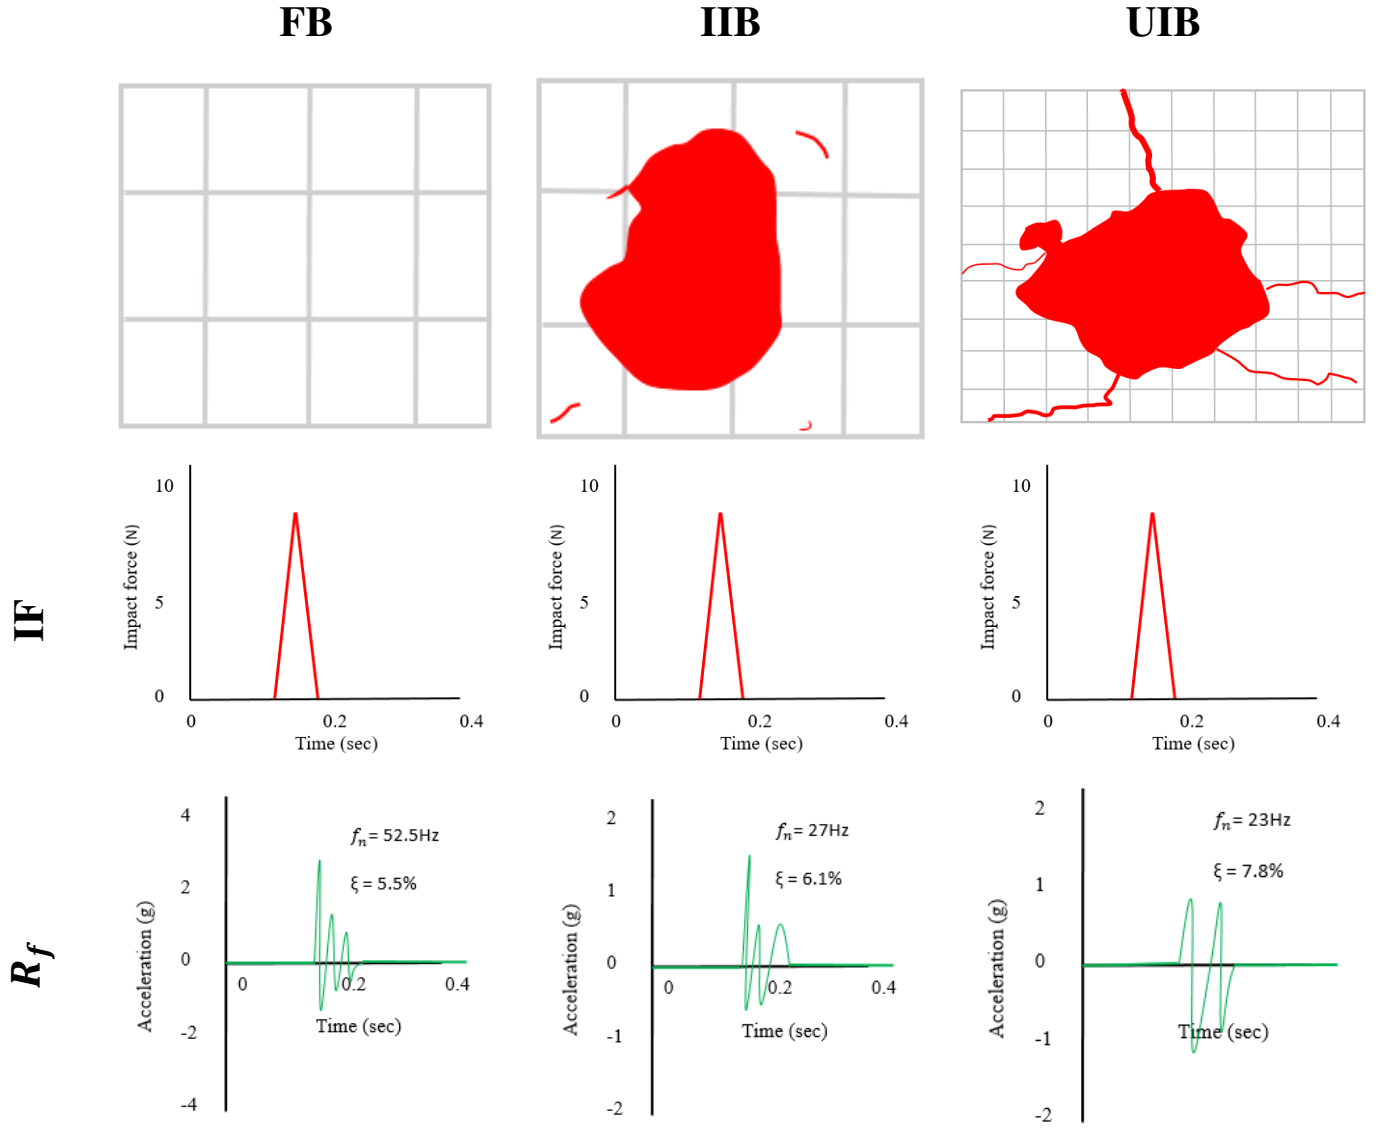 FB
IIB
UIB
IF
10
5
0
Impact force (N)
0
0.2
0.4
Time (sec)
10
5
0
Impact force (N)
0
0.2
0.4
Time (sec)
10
5
0
Impact force (N)
0
0.2
0.4
Time (sec)
R_f
4
2
0
-2
-4
Acceleration (g)
f_n = 52.5Hz
ξ = 5.5%
0
0.2
0.4
Time (sec)
2
1
0
-1
-2
Acceleration (g)
f_n = 27Hz
ξ = 6.1%
0
0.2
0.4
Time (sec)
2
1
0
-1
-2
Acceleration (g)
f_n = 23Hz
ξ = 7.8%
Time (sec)